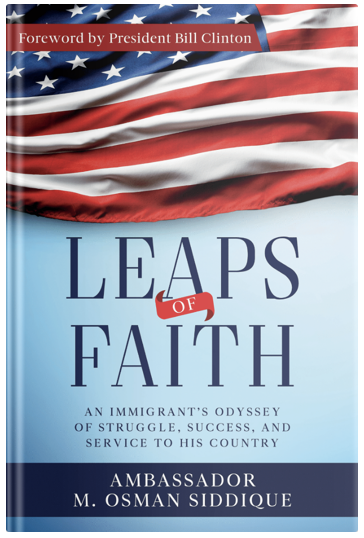 Foreword by President Bill Clinton
LEAPS
OF
FAITH
AN IMMIGRANT'S ODYSSEY
OF STRUGGLE, SUCCESS, AND
SERVICE TO HIS COUNTRY
AMBASSADOR
M. OSMAN SIDDIQUE